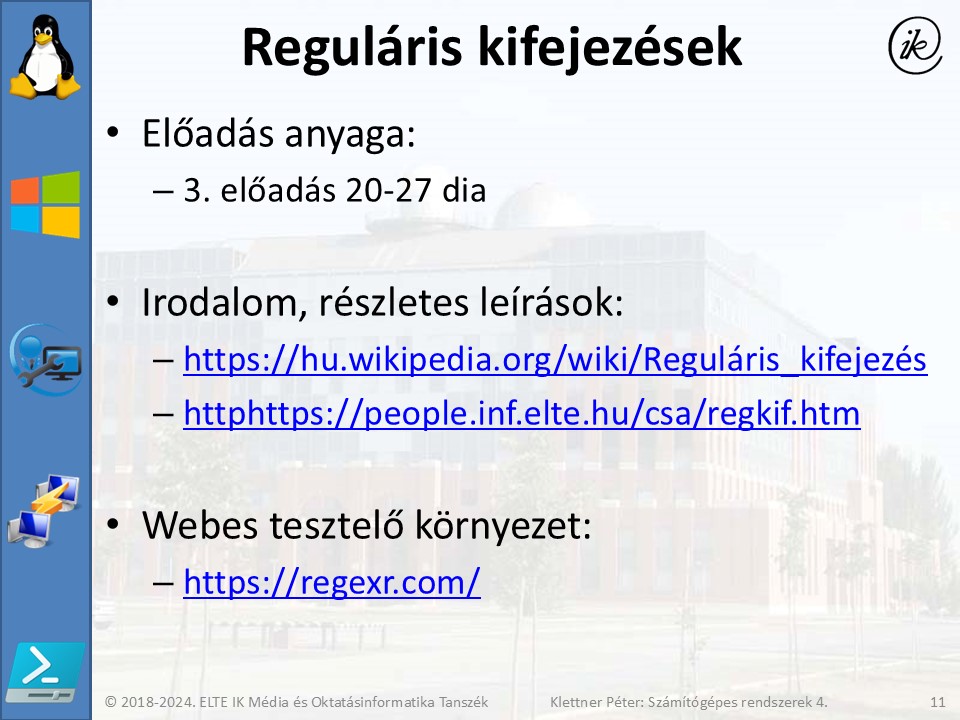 Reguláris kifejezések
ik
• Előadás anyaga:
– 3. előadás 20-27 dia
• Irodalom, részletes leírások:
– https://hu.wikipedia.org/wiki/Reguláris_kifejezés
– httphttps://people.inf.elte.hu/csa/regkif.htm
• Webes tesztelő környezet:
– https://regexr.com/
© 2018-2024. ELTE IK Média és Oktatásinformatika Tanszék Klettner Péter: Számítógépes rendszerek 4. 11